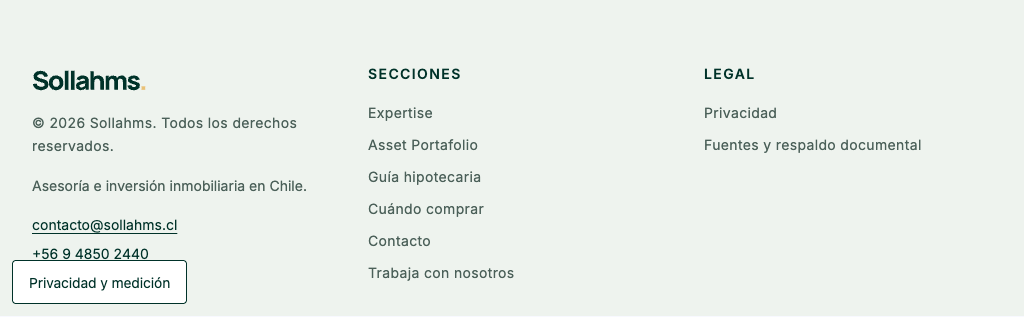 Sollahms.
© 2026 Sollahms. Todos los derechos
reservados.
Asesoría e inversión inmobiliaria en Chile.
contacto@sollahms.cl
+56 9 4850 2440
Privacidad y medición
SECCIONES
Expertise
Asset Portafolio
Guía hipotecaria
Cuándo comprar
Contacto
Trabaja con nosotros
LEGAL
Privacidad
Fuentes y respaldo documental